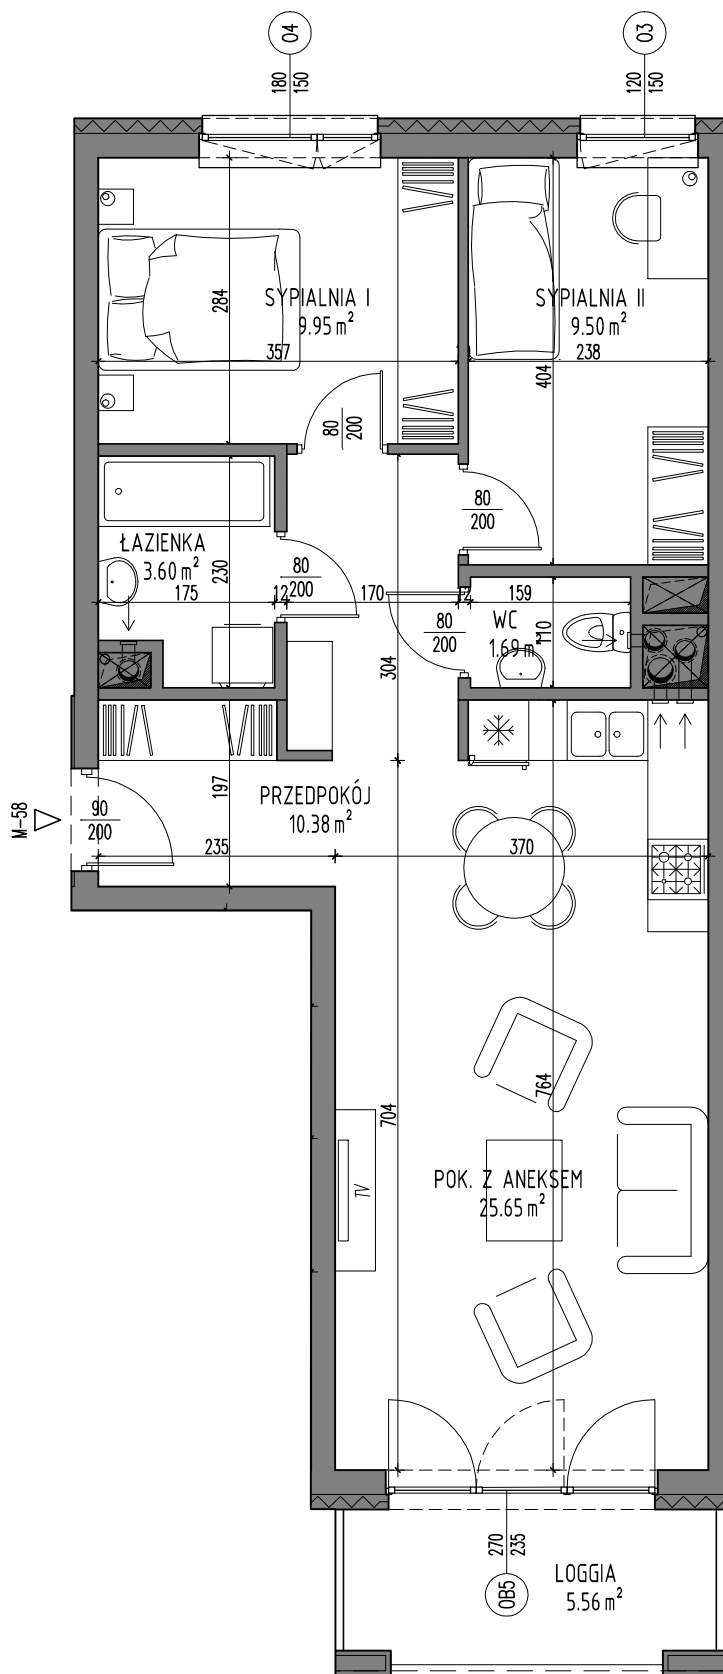 04
03
180
150
120
150
SYPIALNIA I
9.95 m²
284
357
SYPIALNIA II
9.50 m²
404
238
80
200
80
200
ŁAZIENKA
3.60 m²
230
175
12
80
200
170
12
159
WC
1.69 m²
110
80
200
304
M-58
90
200
197
PRZEDPOKÓJ
10.38 m²
235
370
704
764
TV
POK. Z ANEKSEM
25.65 m²
270
235
OB5
LOGGIA
5.56 m²